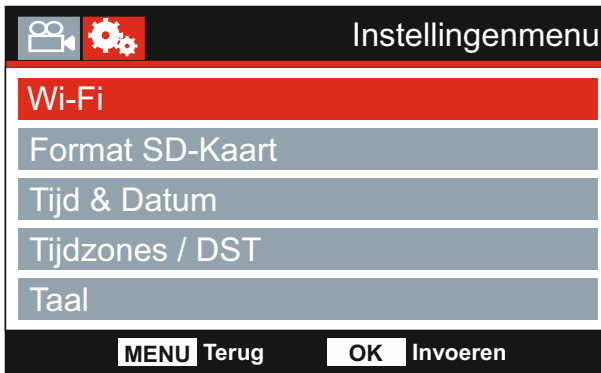 Instellingenmenu
Wi-Fi
Format SD-Kaart
Tijd & Datum
Tijdzones / DST
Taal
MENU Terug OK Invoeren